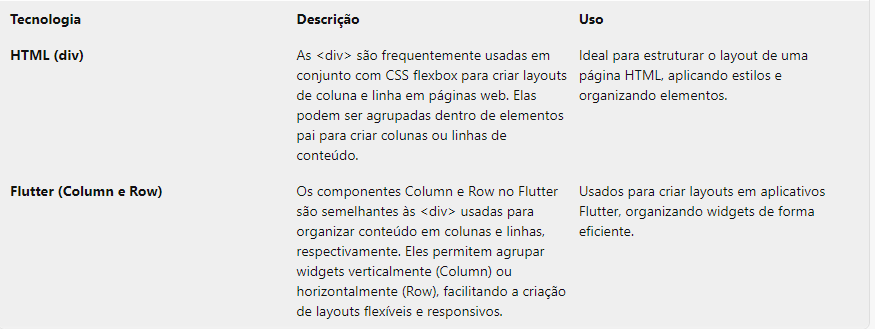 Tecnologia Descrição Uso
HTML (div)
As <div> são frequentemente usadas em
conjunto com CSS flexbox para criar layouts
de coluna e linha em páginas web. Elas
podem ser agrupadas dentro de elementos
pai para criar colunas ou linhas de
conteúdo.
Ideal para estruturar o layout de uma
página HTML, aplicando estilos e
organizando elementos.
Flutter (Column e Row)
Os componentes Column e Row no Flutter
são semelhantes às <div> usadas para
organizar conteúdo em colunas e linhas,
respectivamente. Eles permitem agrupar
widgets verticalmente (Column) ou
horizontalmente (Row), facilitando a criação
de layouts flexíveis e responsivos.
Usados para criar layouts em aplicativos
Flutter, organizando widgets de forma
eficiente.